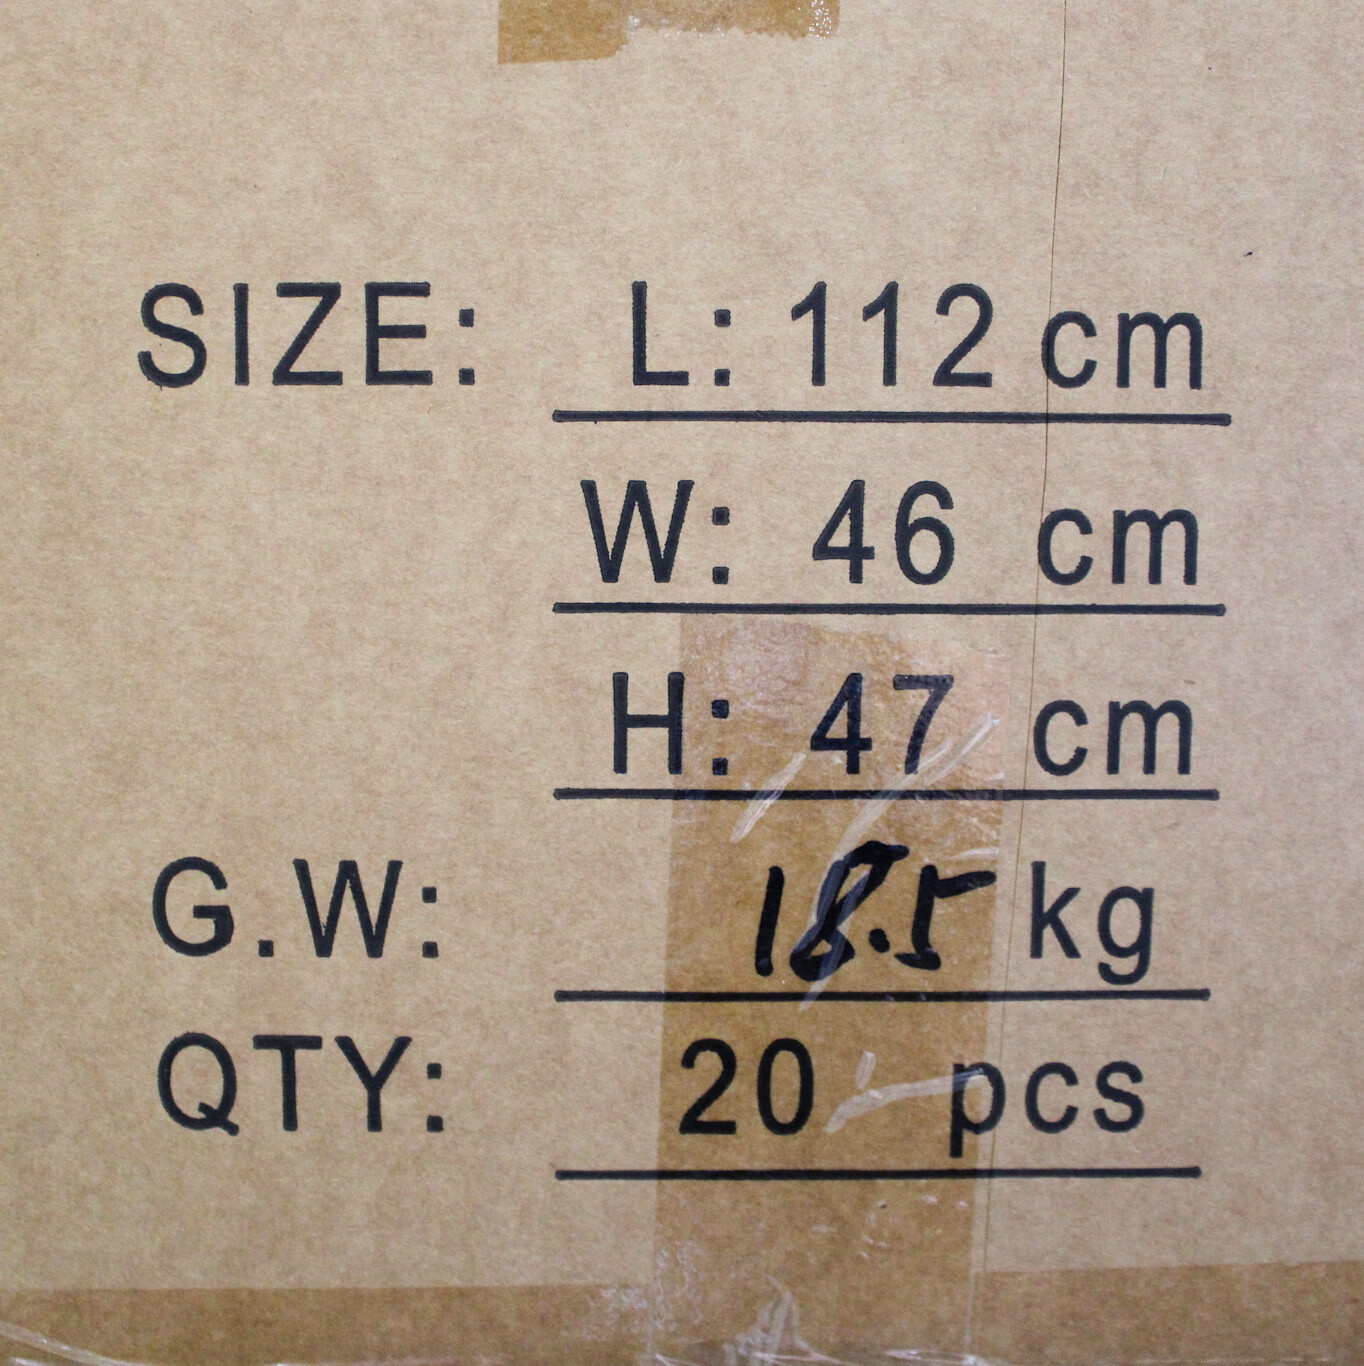 SIZE: L: 112 cm
W: 46 cm
H: 47 cm
G.W: 18.5 kg
QTY: 20 pcs